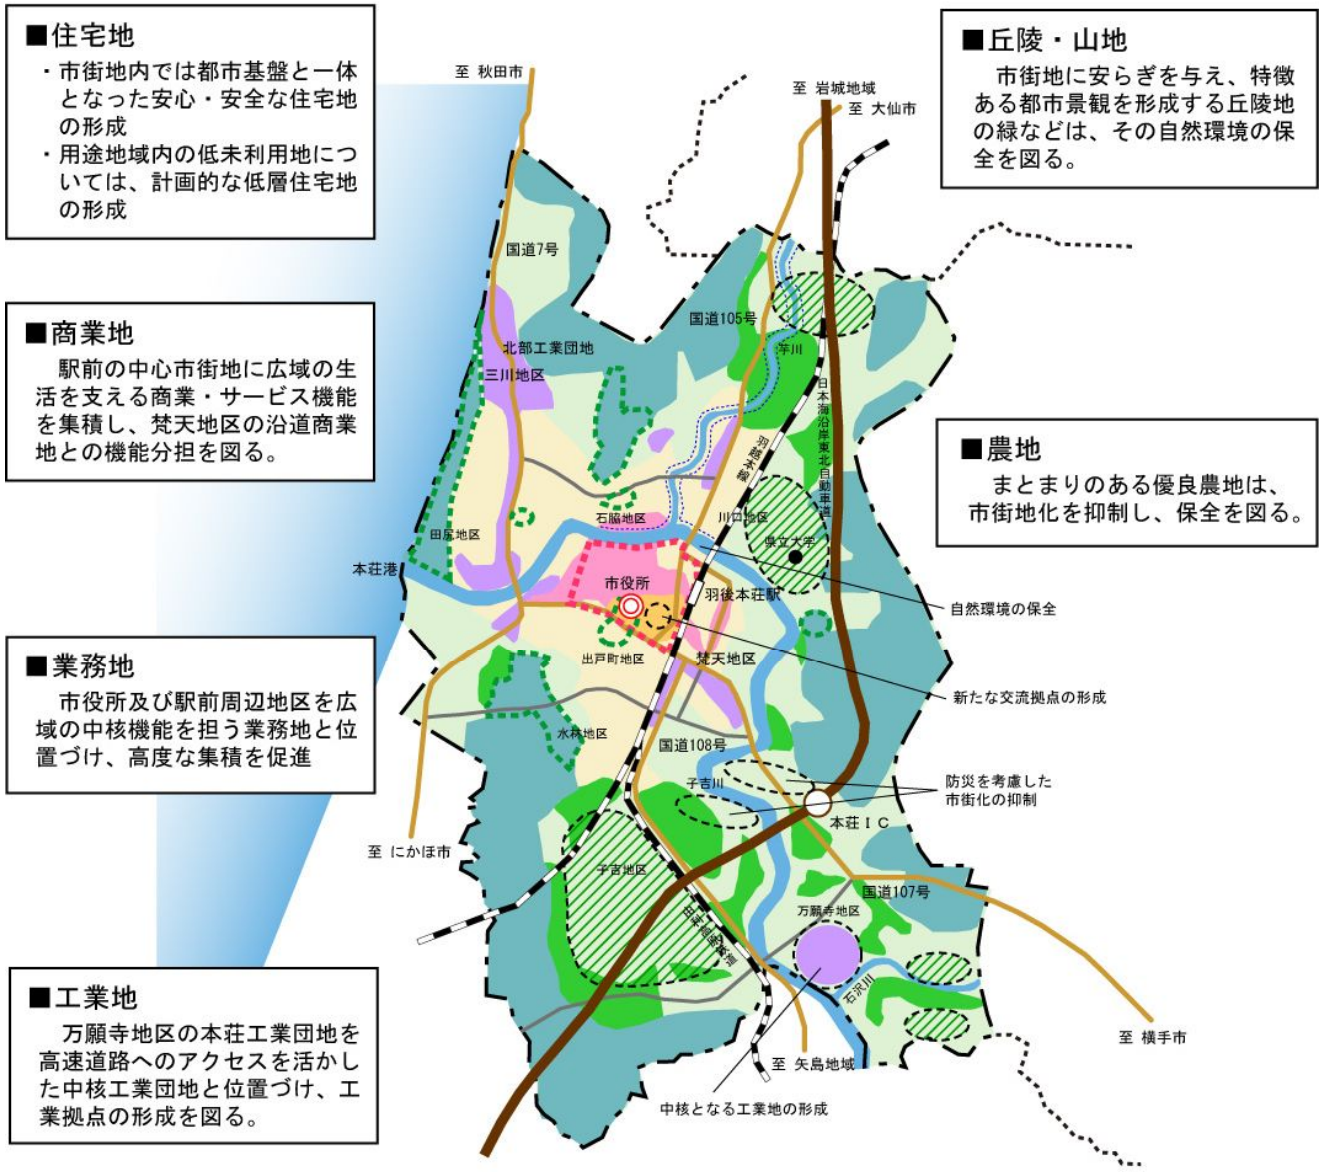 ■住宅地
・市街地内では都市基盤と一体
となった安心・安全な住宅地
の形成
・用途地域内の低未利用地につ
いては、計画的な低層住宅地
の形成
■商業地
駅前の中心市街地に広域の生
活を支える商業・サービス機能
を集積し、梵天地区の沿道商業
地との機能分担を図る。
■業務地
市役所及び駅前周辺地区を広
域の中核機能を担う業務地と位
置づけ、高度な集積を促進
■工業地
万願寺地区の本荘工業団地を
高速道路へのアクセスを活かし
た中核工業団地と位置づけ、工
業拠点の形成を図る。
■丘陵・山地
市街地に安らぎを与え、特徴
ある都市景観を形成する丘陵地
の緑などは、その自然環境の保
全を図る。
■農地
まとまりのある優良農地は、
市街地化を抑制し、保全を図る。
至 秋田市
至 岩城地域
至 大仙市
国道7号
国道105号
北部工業団地
三川地区
芋川
日本海沿岸東北自動車道
羽越本線
石脇地区
川口地区
田尻地区
県立大学
本荘港
市役所
羽後本荘駅
自然環境の保全
出戸町地区
梵天地区
新たな交流拠点の形成
水林地区
国道108号
子吉川
防災を考慮した
市街化の抑制
本荘ＩＣ
至 にかほ市
子吉地区
国道107号
万願寺地区
石沢川
至 横手市
至 矢島地域
中核となる工業地の形成